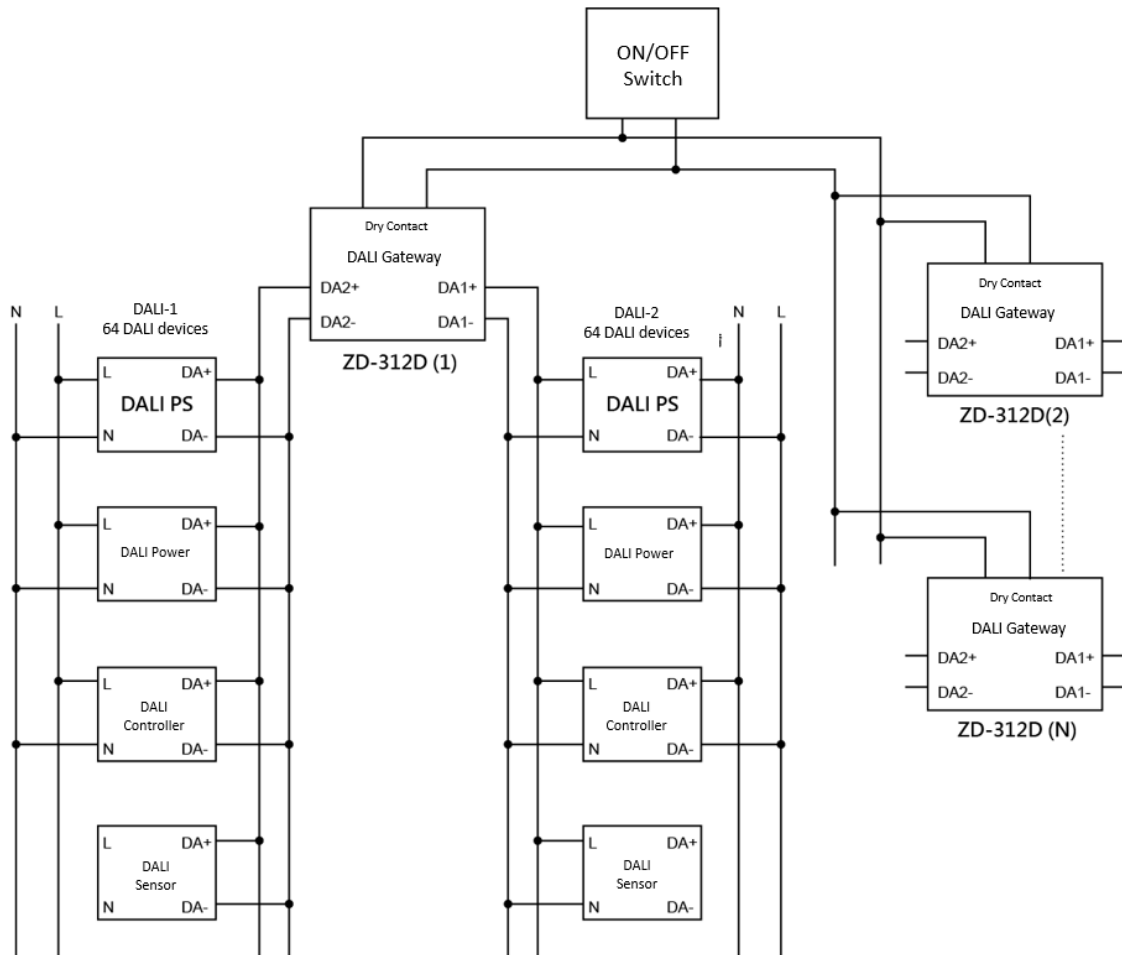 ON/OFF
Switch
Dry Contact
DALI Gateway
DA2+ DA1+
DA2- DA1-
ZD-312D (1)
Dry Contact
DALI Gateway
DA2+ DA1+
DA2- DA1-
ZD-312D(2)
Dry Contact
DALI Gateway
DA2+ DA1+
DA2- DA1-
ZD-312D (N)
N L
DALI-1
64 DALI devices
L DA+
DALI PS
N DA-
L DA+
DALI Power
N DA-
L DA+
DALI
Controller
N DA-
L DA+
DALI
Sensor
N DA-
DALI-2
64 DALI devices
N L
L DA+
DALI PS
N DA-
L DA+
DALI Power
N DA-
L DA+
DALI
Controller
N DA-
L DA+
DALI
Sensor
N DA-